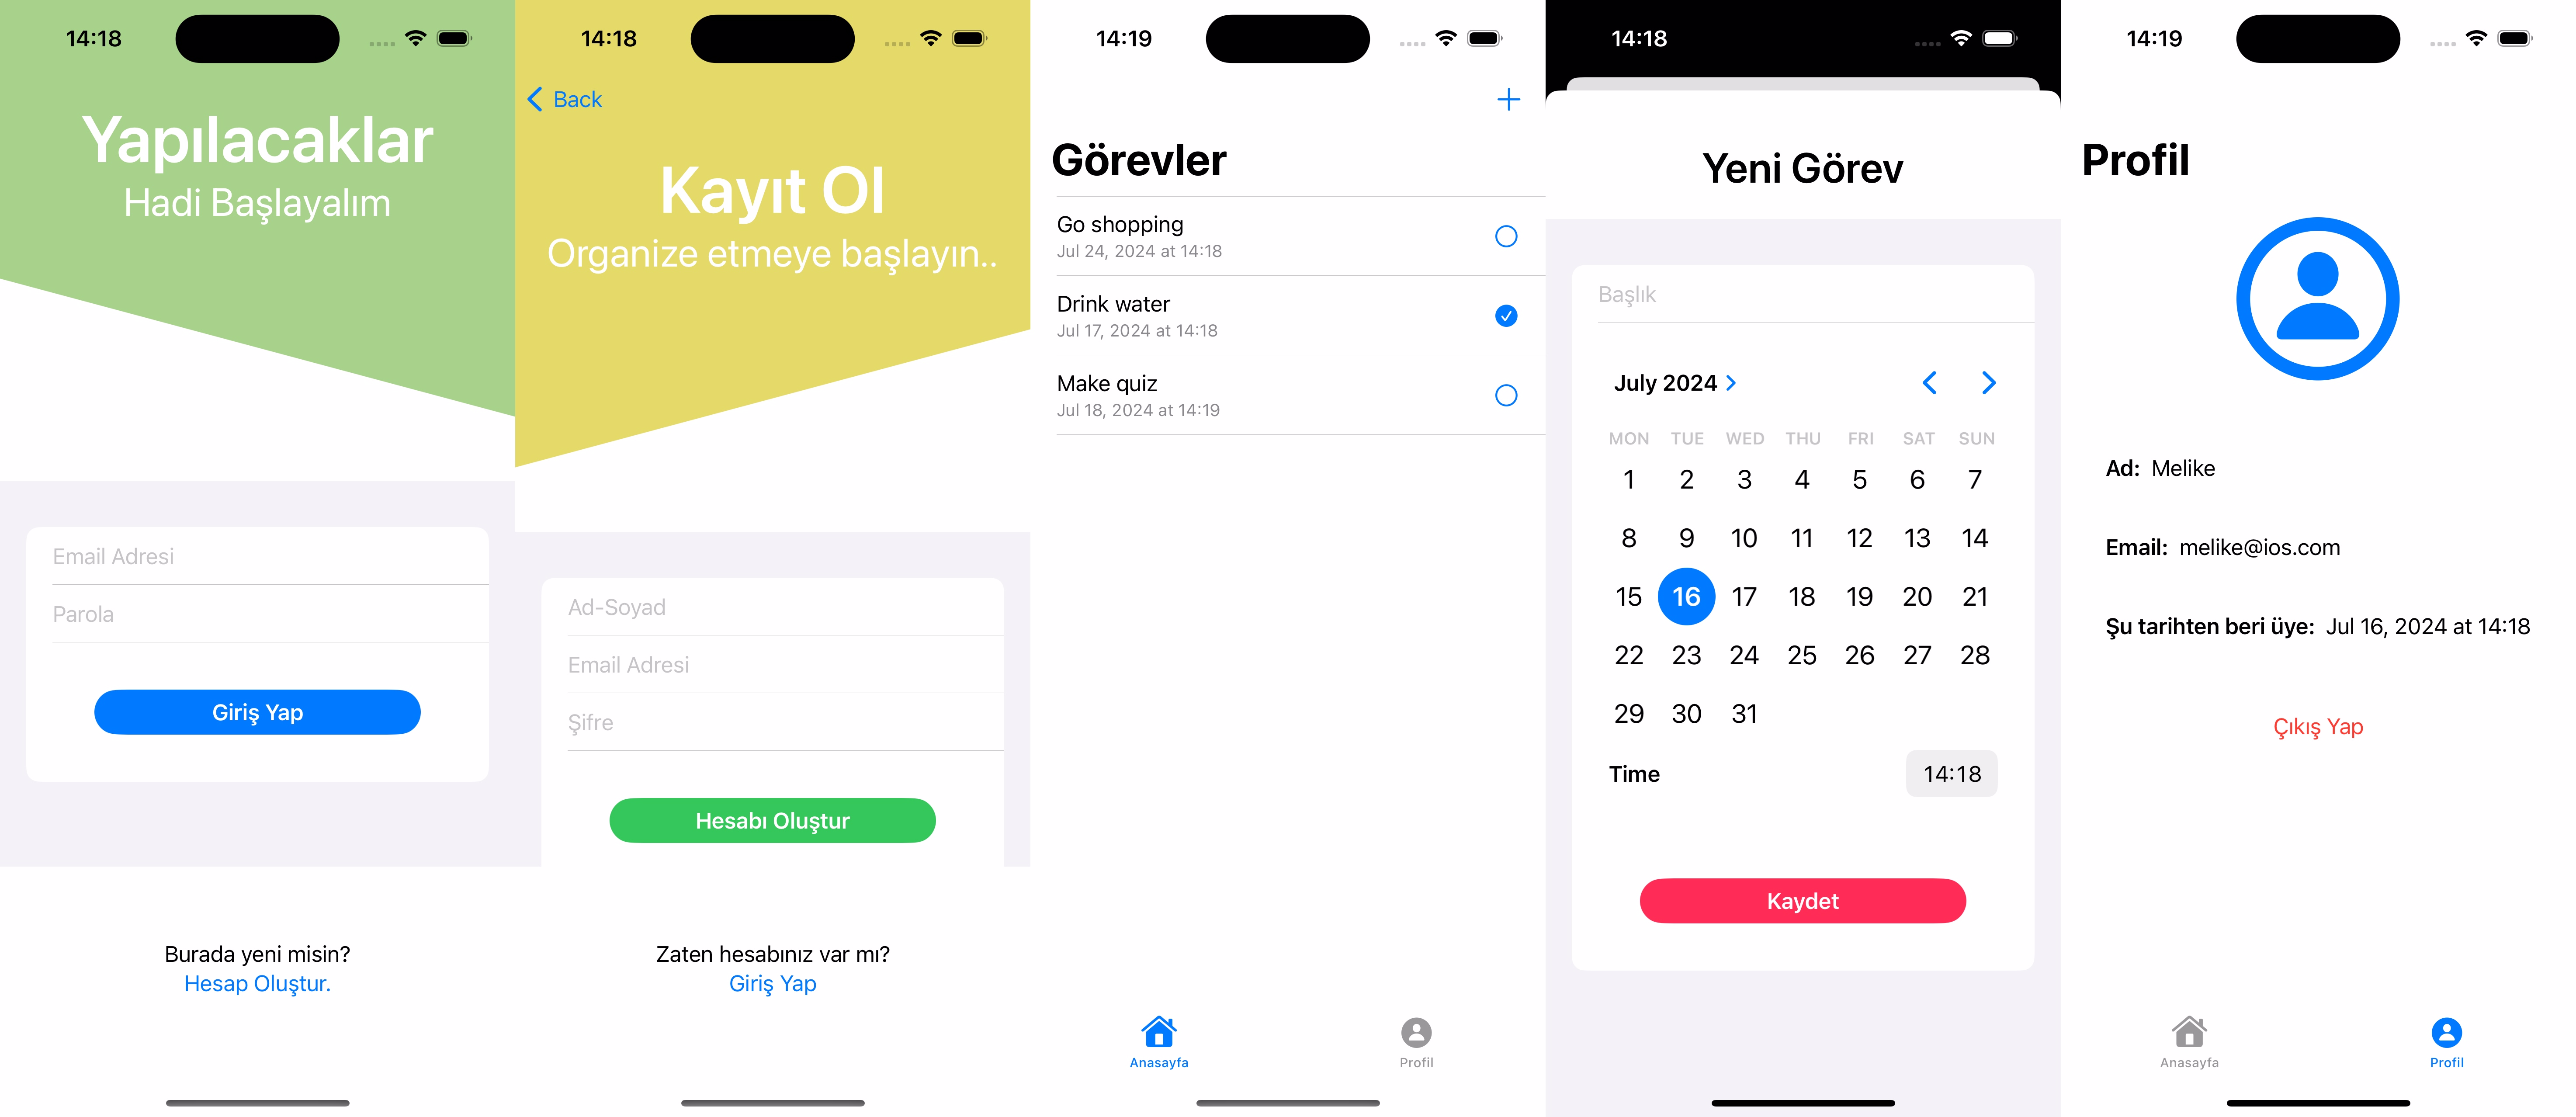 14:18
Yapılacaklar
Hadi Başlayalım
Email Adresi
Parola
Giriş Yap
Burada yeni misin?
Hesap Oluştur.
14:18
Back
Kayıt Ol
Organize etmeye başlayın..
Ad-Soyad
Email Adresi
Şifre
Hesabı Oluştur
Zaten hesabınız var mı?
Giriş Yap
14:19
Görevler
Go shopping
Jul 24, 2024 at 14:18
Drink water
Jul 17, 2024 at 14:18
Make quiz
Jul 18, 2024 at 14:19
Anasayfa Profil
14:18
Yeni Görev
Başlık
July 2024
MON TUE WED THU FRI SAT SUN
1 2 3 4 5 6 7
8 9 10 11 12 13 14
15 16 17 18 19 20 21
22 23 24 25 26 27 28
29 30 31
Time 14:18
Kaydet
14:19
Profil
Ad: Melike
Email: melike@ios.com
Şu tarihten beri üye: Jul 16, 2024 at 14:18
Çıkış Yap
Anasayfa Profil